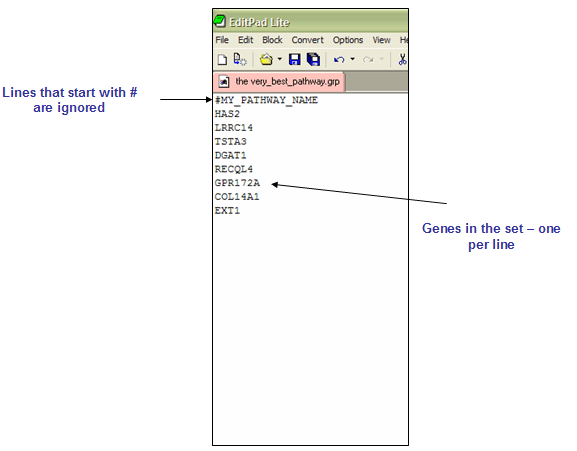 EditPad Lite
File Edit Block Convert Options View He
the very_best_pathway.grp
Lines that start with #
are ignored
#MY_PATHWAY_NAME
HAS2
LRRC14
TSTA3
DGAT1
RECQL4
GPR172A
COL14A1
EXT1
Genes in the set – one
per line